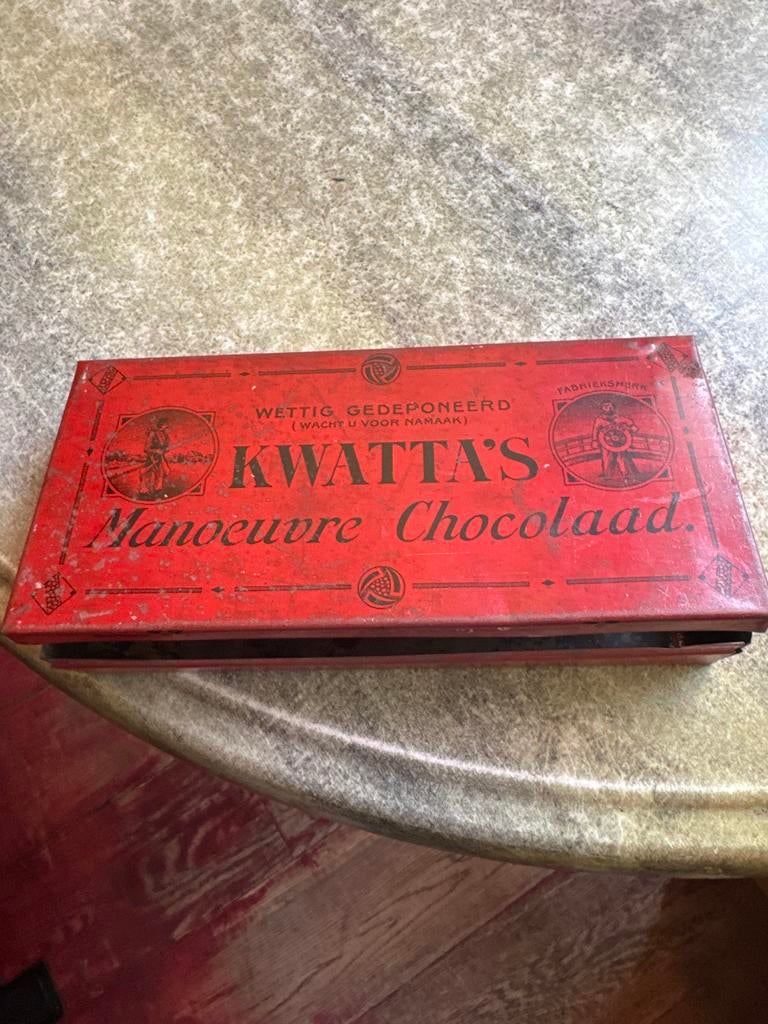 FABRIEKSMERK
WETTIG GEDEPONEERD
(WACHT U VOOR NAMAAK)
KWATTA'S
Manoeuvre Chocolaad.